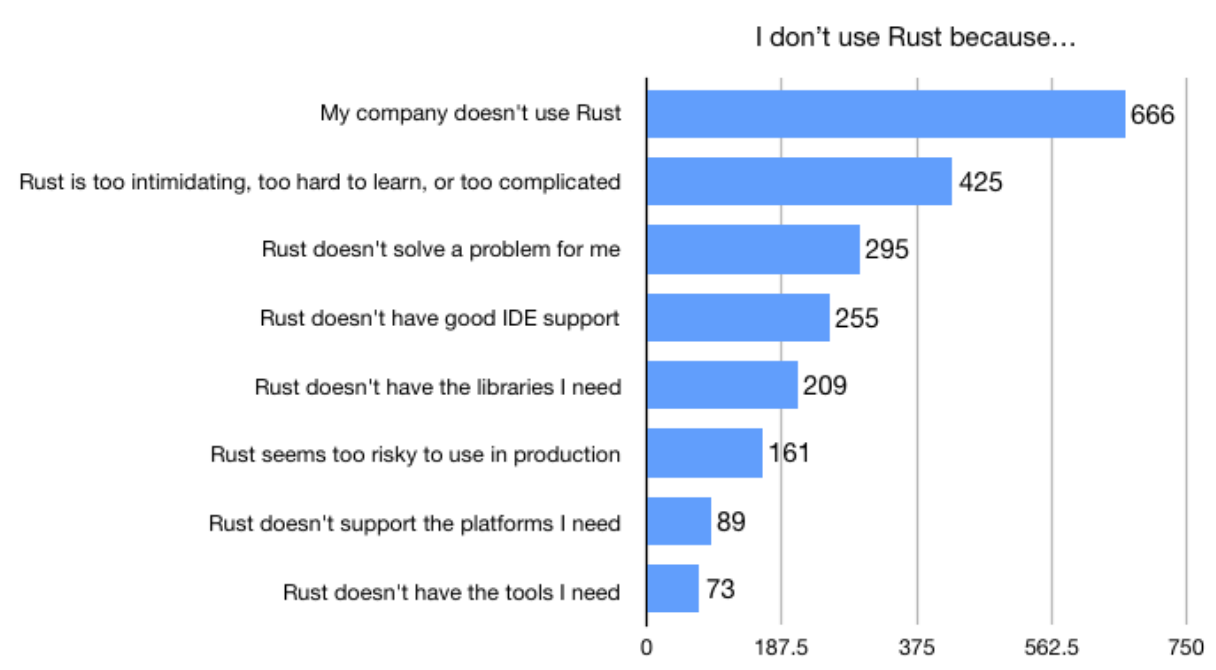 I don’t use Rust because…
My company doesn't use Rust
666
Rust is too intimidating, too hard to learn, or too complicated
425
Rust doesn't solve a problem for me
295
Rust doesn't have good IDE support
255
Rust doesn't have the libraries I need
209
Rust seems too risky to use in production
161
Rust doesn't support the platforms I need
89
Rust doesn't have the tools I need
73
0 187.5 375 562.5 750